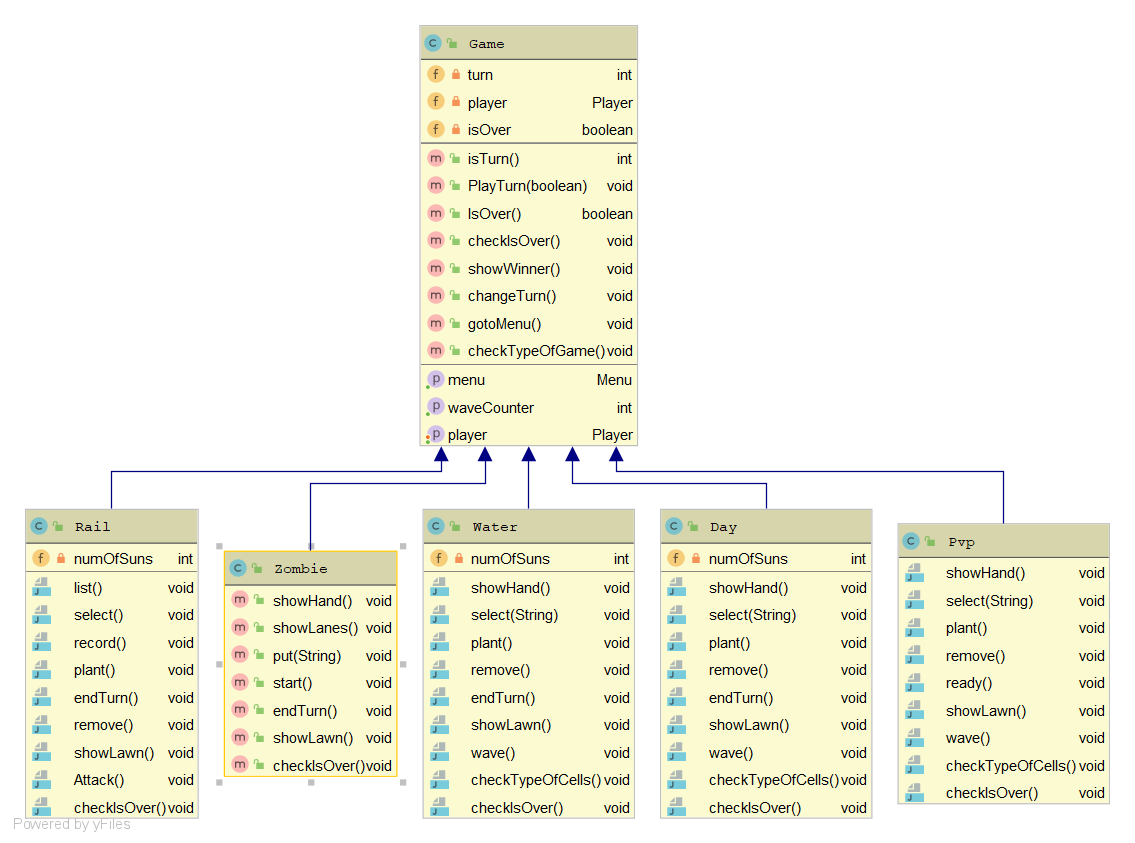 Game
turn int
player Player
isOver boolean
isTurn() int
PlayTurn(boolean) void
IsOver() boolean
checkIsOver() void
showWinner() void
changeTurn() void
gotoMenu() void
checkTypeOfGame() void
menu Menu
waveCounter int
player Player
Rail
numOfSuns int
list() void
select() void
record() void
plant() void
endTurn() void
remove() void
showLawn() void
Attack() void
checkIsOver() void
Zombie
showHand() void
showLanes() void
put(String) void
start() void
endTurn() void
showLawn() void
checkIsOver() void
Water
numOfSuns int
showHand() void
select(String) void
plant() void
remove() void
endTurn() void
showLawn() void
wave() void
checkTypeOfCells() void
checkIsOver() void
Day
numOfSuns int
showHand() void
select(String) void
plant() void
remove() void
endTurn() void
showLawn() void
wave() void
checkTypeOfCells() void
checkIsOver() void
Pvp
showHand() void
select(String) void
plant() void
remove() void
ready() void
showLawn() void
wave() void
checkTypeOfCells() void
checkIsOver() void
Powered by yFiles